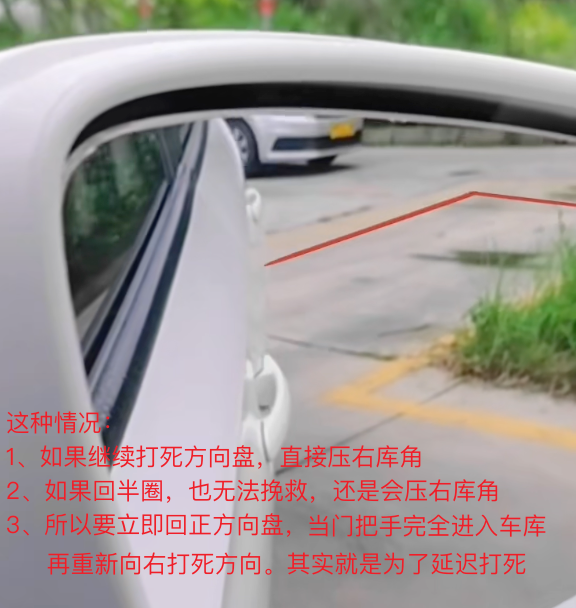 这种情况：
1、如果继续打死方向盘，直接压右库角
2、如果回半圈，也无法挽救，还是会压右库角
3、所以要立即回正方向盘，当门把手完全进入车库
再重新向右打死方向。其实就是为了延迟打死